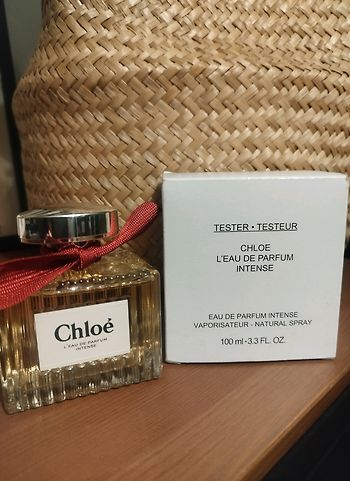 Chloé
L'EAU DE PARFUM
INTENSE
TESTER • TESTEUR
CHLOE
L'EAU DE PARFUM
INTENSE
EAU DE PARFUM INTENSE
VAPORISATEUR - NATURAL SPRAY
100 ml - 3.3 FL. OZ.